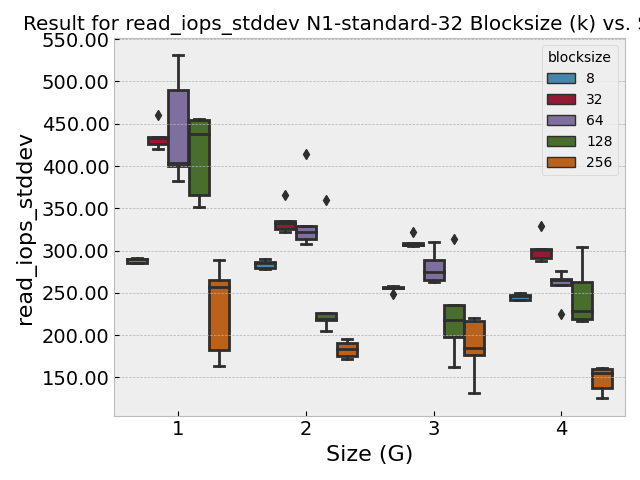 Result for read_iops_stddev N1-standard-32 Blocksize (k) vs.
550.00
500.00
450.00
400.00
350.00
300.00
250.00
200.00
150.00
read_iops_stddev
blocksize
8
32
64
128
256
1 2 3 4
Size (G)